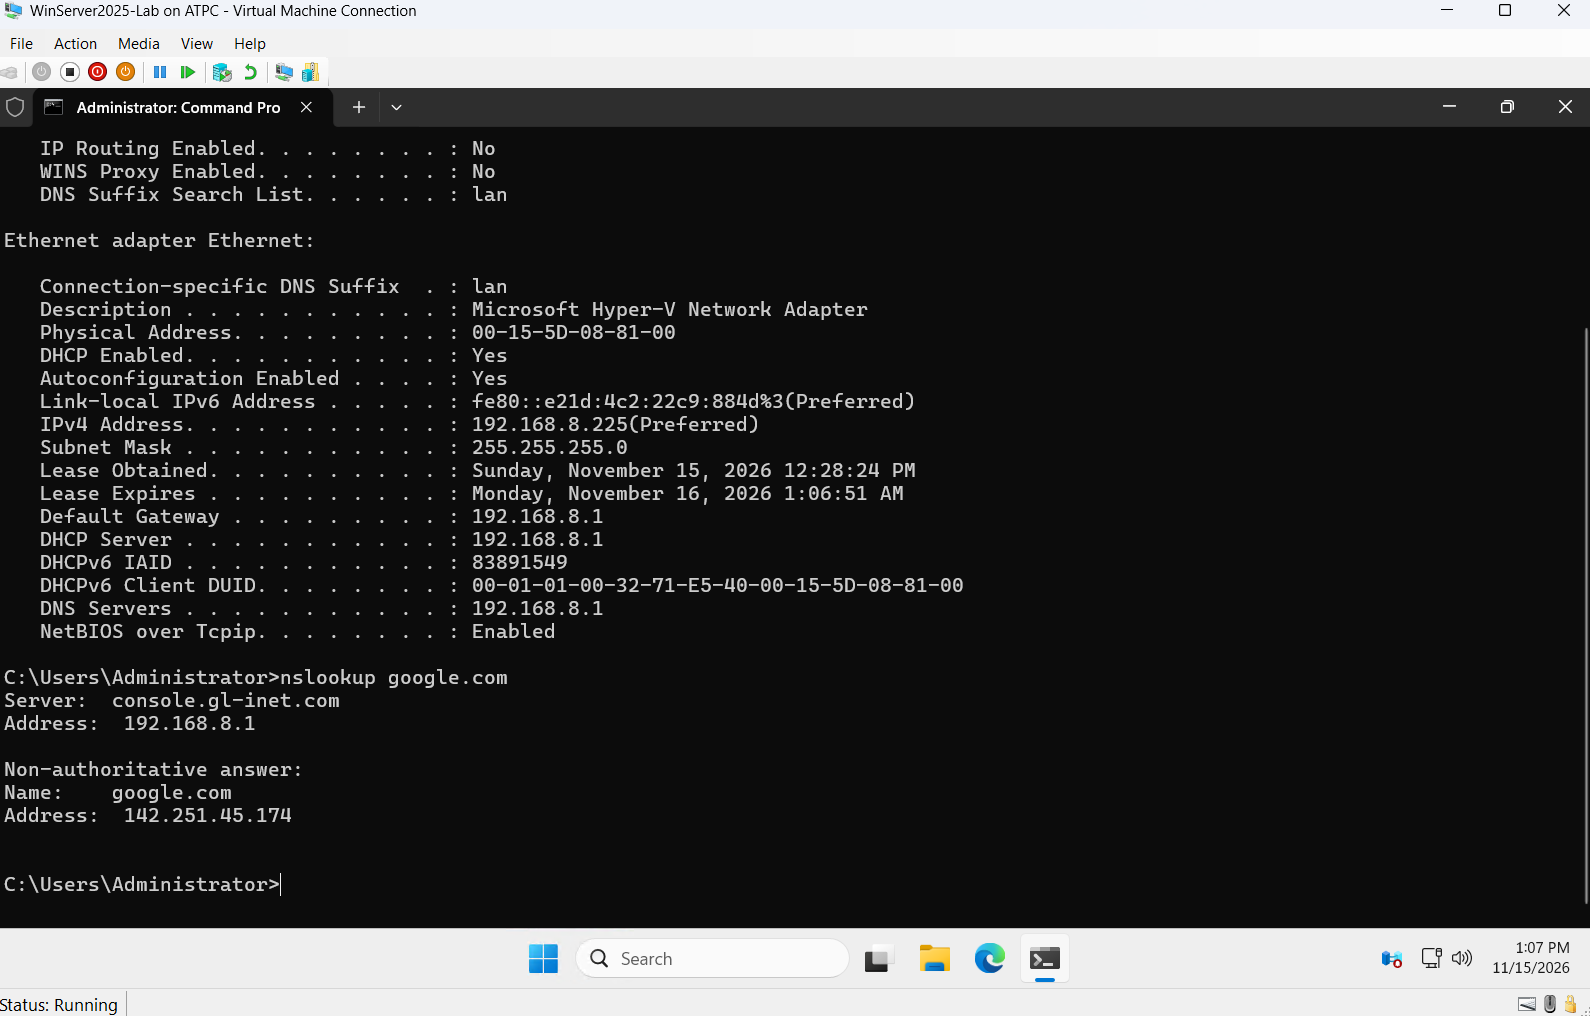 WinServer2025-Lab on ATPC - Virtual Machine Connection
File Action Media View Help
Administrator: Command Pro
IP Routing Enabled. . . . . . . . : No
WINS Proxy Enabled. . . . . . . . : No
DNS Suffix Search List. . . . . . : lan
Ethernet adapter Ethernet:
Connection-specific DNS Suffix  . : lan
Description . . . . . . . . . . . : Microsoft Hyper-V Network Adapter
Physical Address. . . . . . . . . : 00-15-5D-08-81-00
DHCP Enabled. . . . . . . . . . . : Yes
Autoconfiguration Enabled . . . . : Yes
Link-local IPv6 Address . . . . . : fe80::e21d:4c2:22c9:884d%3(Preferred)
IPv4 Address. . . . . . . . . . . : 192.168.8.225(Preferred)
Subnet Mask . . . . . . . . . . . : 255.255.255.0
Lease Obtained. . . . . . . . . . : Sunday, November 15, 2026 12:28:24 PM
Lease Expires . . . . . . . . . . : Monday, November 16, 2026 1:06:51 AM
Default Gateway . . . . . . . . . : 192.168.8.1
DHCP Server . . . . . . . . . . . : 192.168.8.1
DHCPv6 IAID . . . . . . . . . . . : 83891549
DHCPv6 Client DUID. . . . . . . . : 00-01-01-00-32-71-E5-40-00-15-5D-08-81-00
DNS Servers . . . . . . . . . . . : 192.168.8.1
NetBIOS over Tcpip. . . . . . . . : Enabled
C:\Users\Administrator>nslookup google.com
Server:  console.gl-inet.com
Address:  192.168.8.1
Non-authoritative answer:
Name:    google.com
Address:  142.251.45.174
C:\Users\Administrator>
Search
1:07 PM
11/15/2026
Status: Running